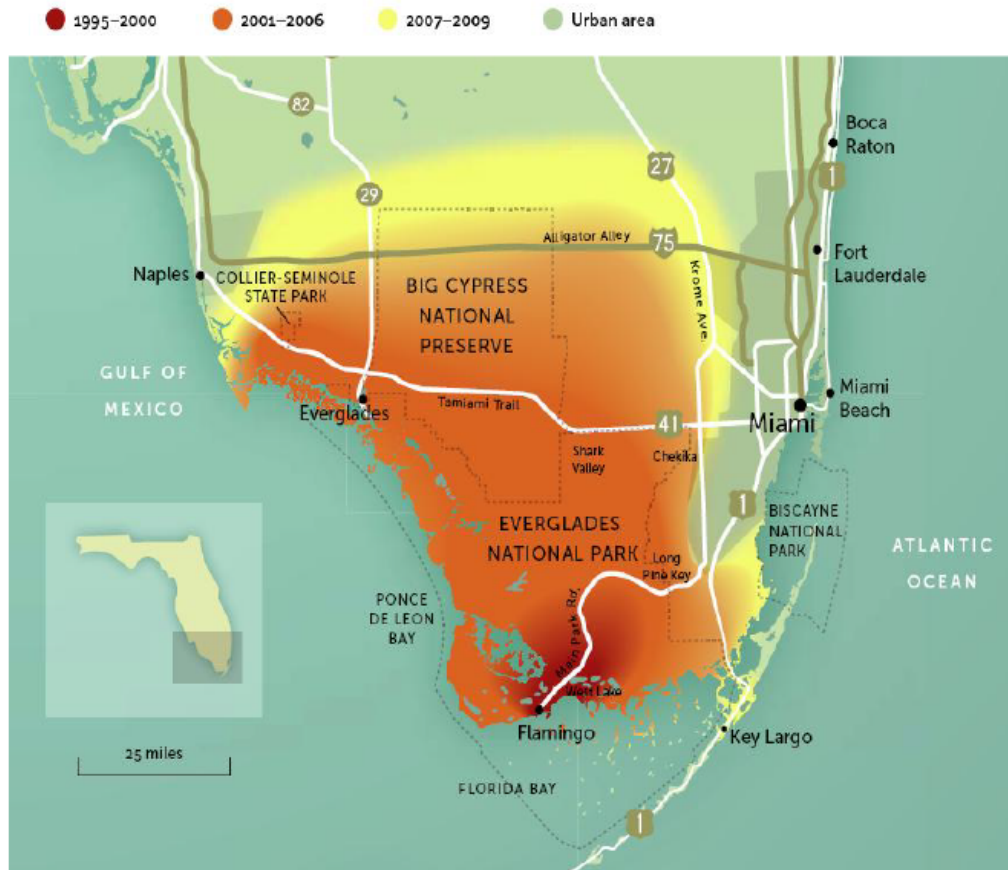 1995–2000
2001–2006
2007–2009
Urban area
82
29
27
Boca
Raton
1
Alligator Alley
75
Fort
Lauderdale
Naples
COLLIER-SEMINOLE
STATE PARK
BIG CYPRESS
NATIONAL
PRESERVE
Krome Ave.
GULF OF
MEXICO
Everglades
Tamiami Trail
41
Miami
Miami
Beach
Shark
Valley
Chekika
1
BISCAYNE
NATIONAL
PARK
EVERGLADES
NATIONAL PARK
Long
Pine Key
ATLANTIC
OCEAN
PONCE
DE LEON
BAY
Main Park Rd.
West Lake
Flamingo
Key Largo
25 miles
FLORIDA BAY
1